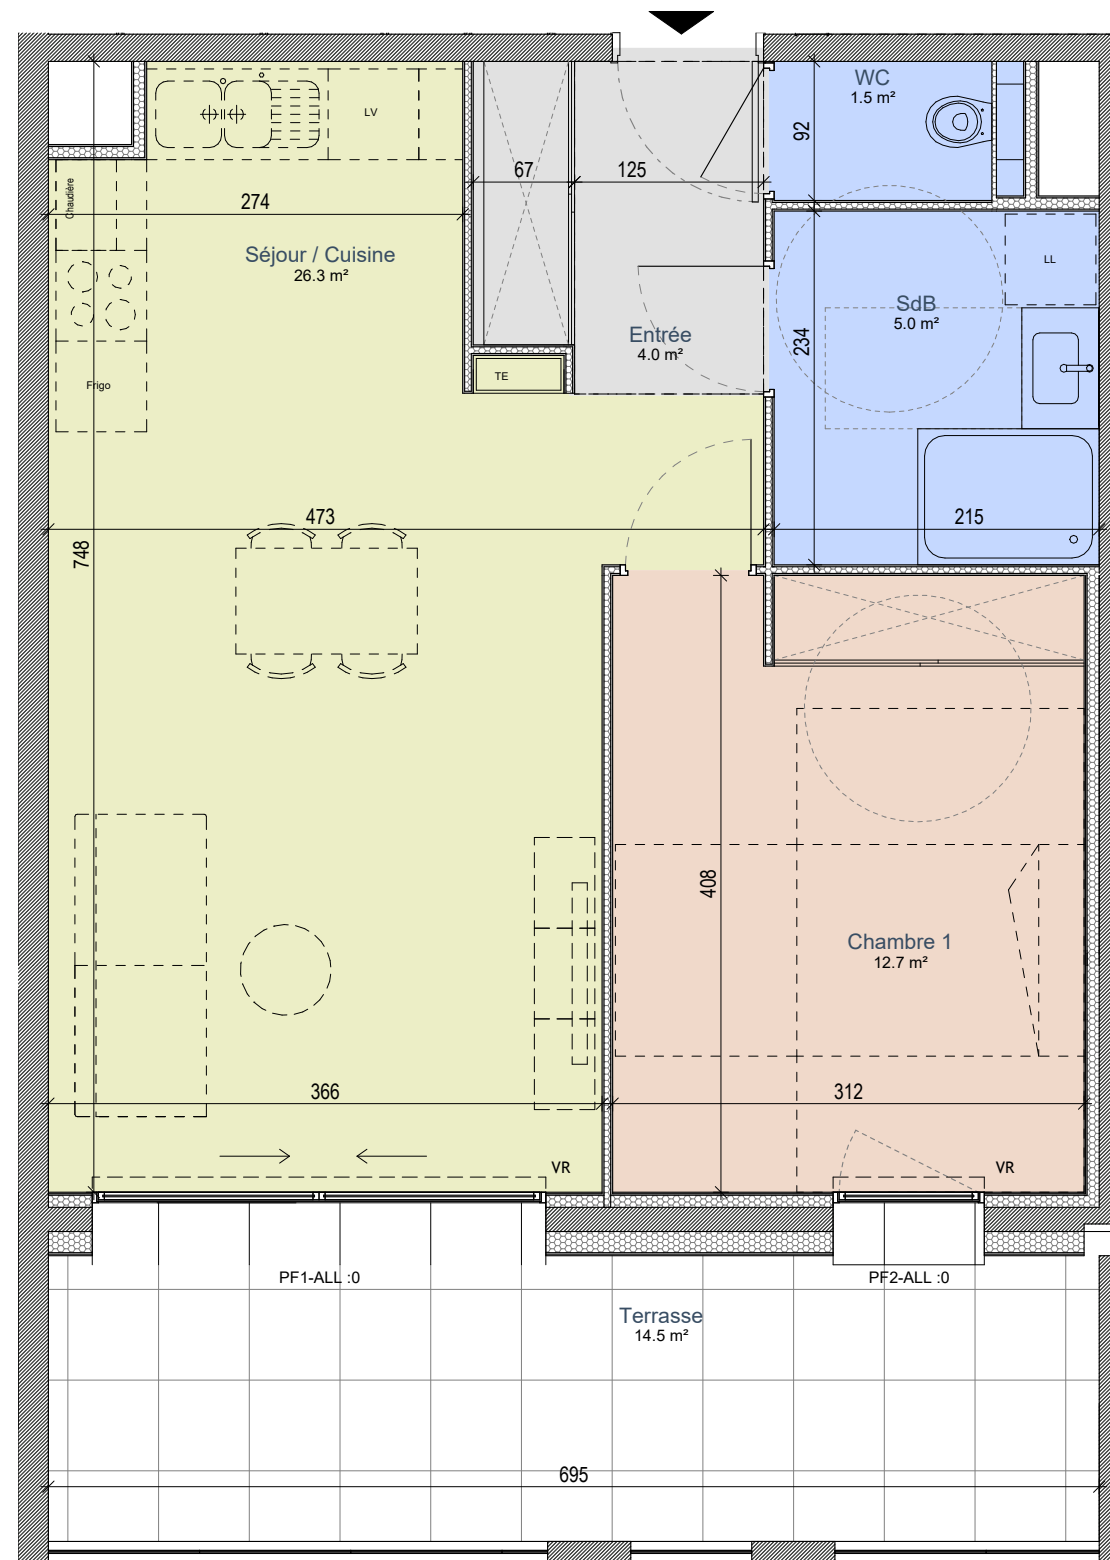 WC
1.5 m²
LV
92
67
125
Chaudière
274
Séjour / Cuisine
26.3 m²
LL
SdB
5.0 m²
Entrée
4.0 m²
234
TE
Frigo
473
215
748
408
Chambre 1
12.7 m²
366
312
VR
VR
PF1-ALL :0
PF2-ALL :0
Terrasse
14.5 m²
695